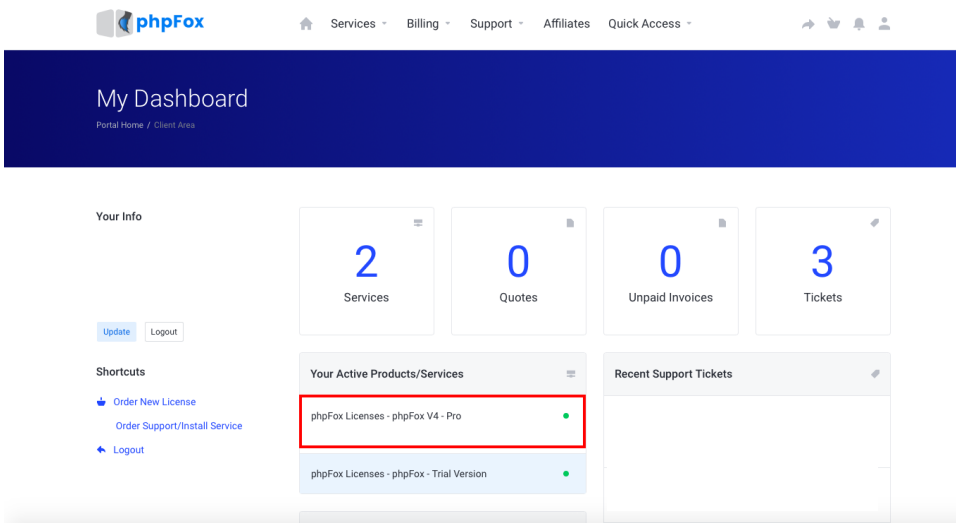 phpFox
Services Billing Support Affiliates Quick Access
My Dashboard
Portal Home / Client Area
Your Info
Update Logout
Shortcuts
Order New License
Order Support/Install Service
Logout
2
Services
0
Quotes
0
Unpaid Invoices
3
Tickets
Your Active Products/Services
phpFox Licenses - phpFox V4 - Pro
phpFox Licenses - phpFox - Trial Version
Recent Support Tickets